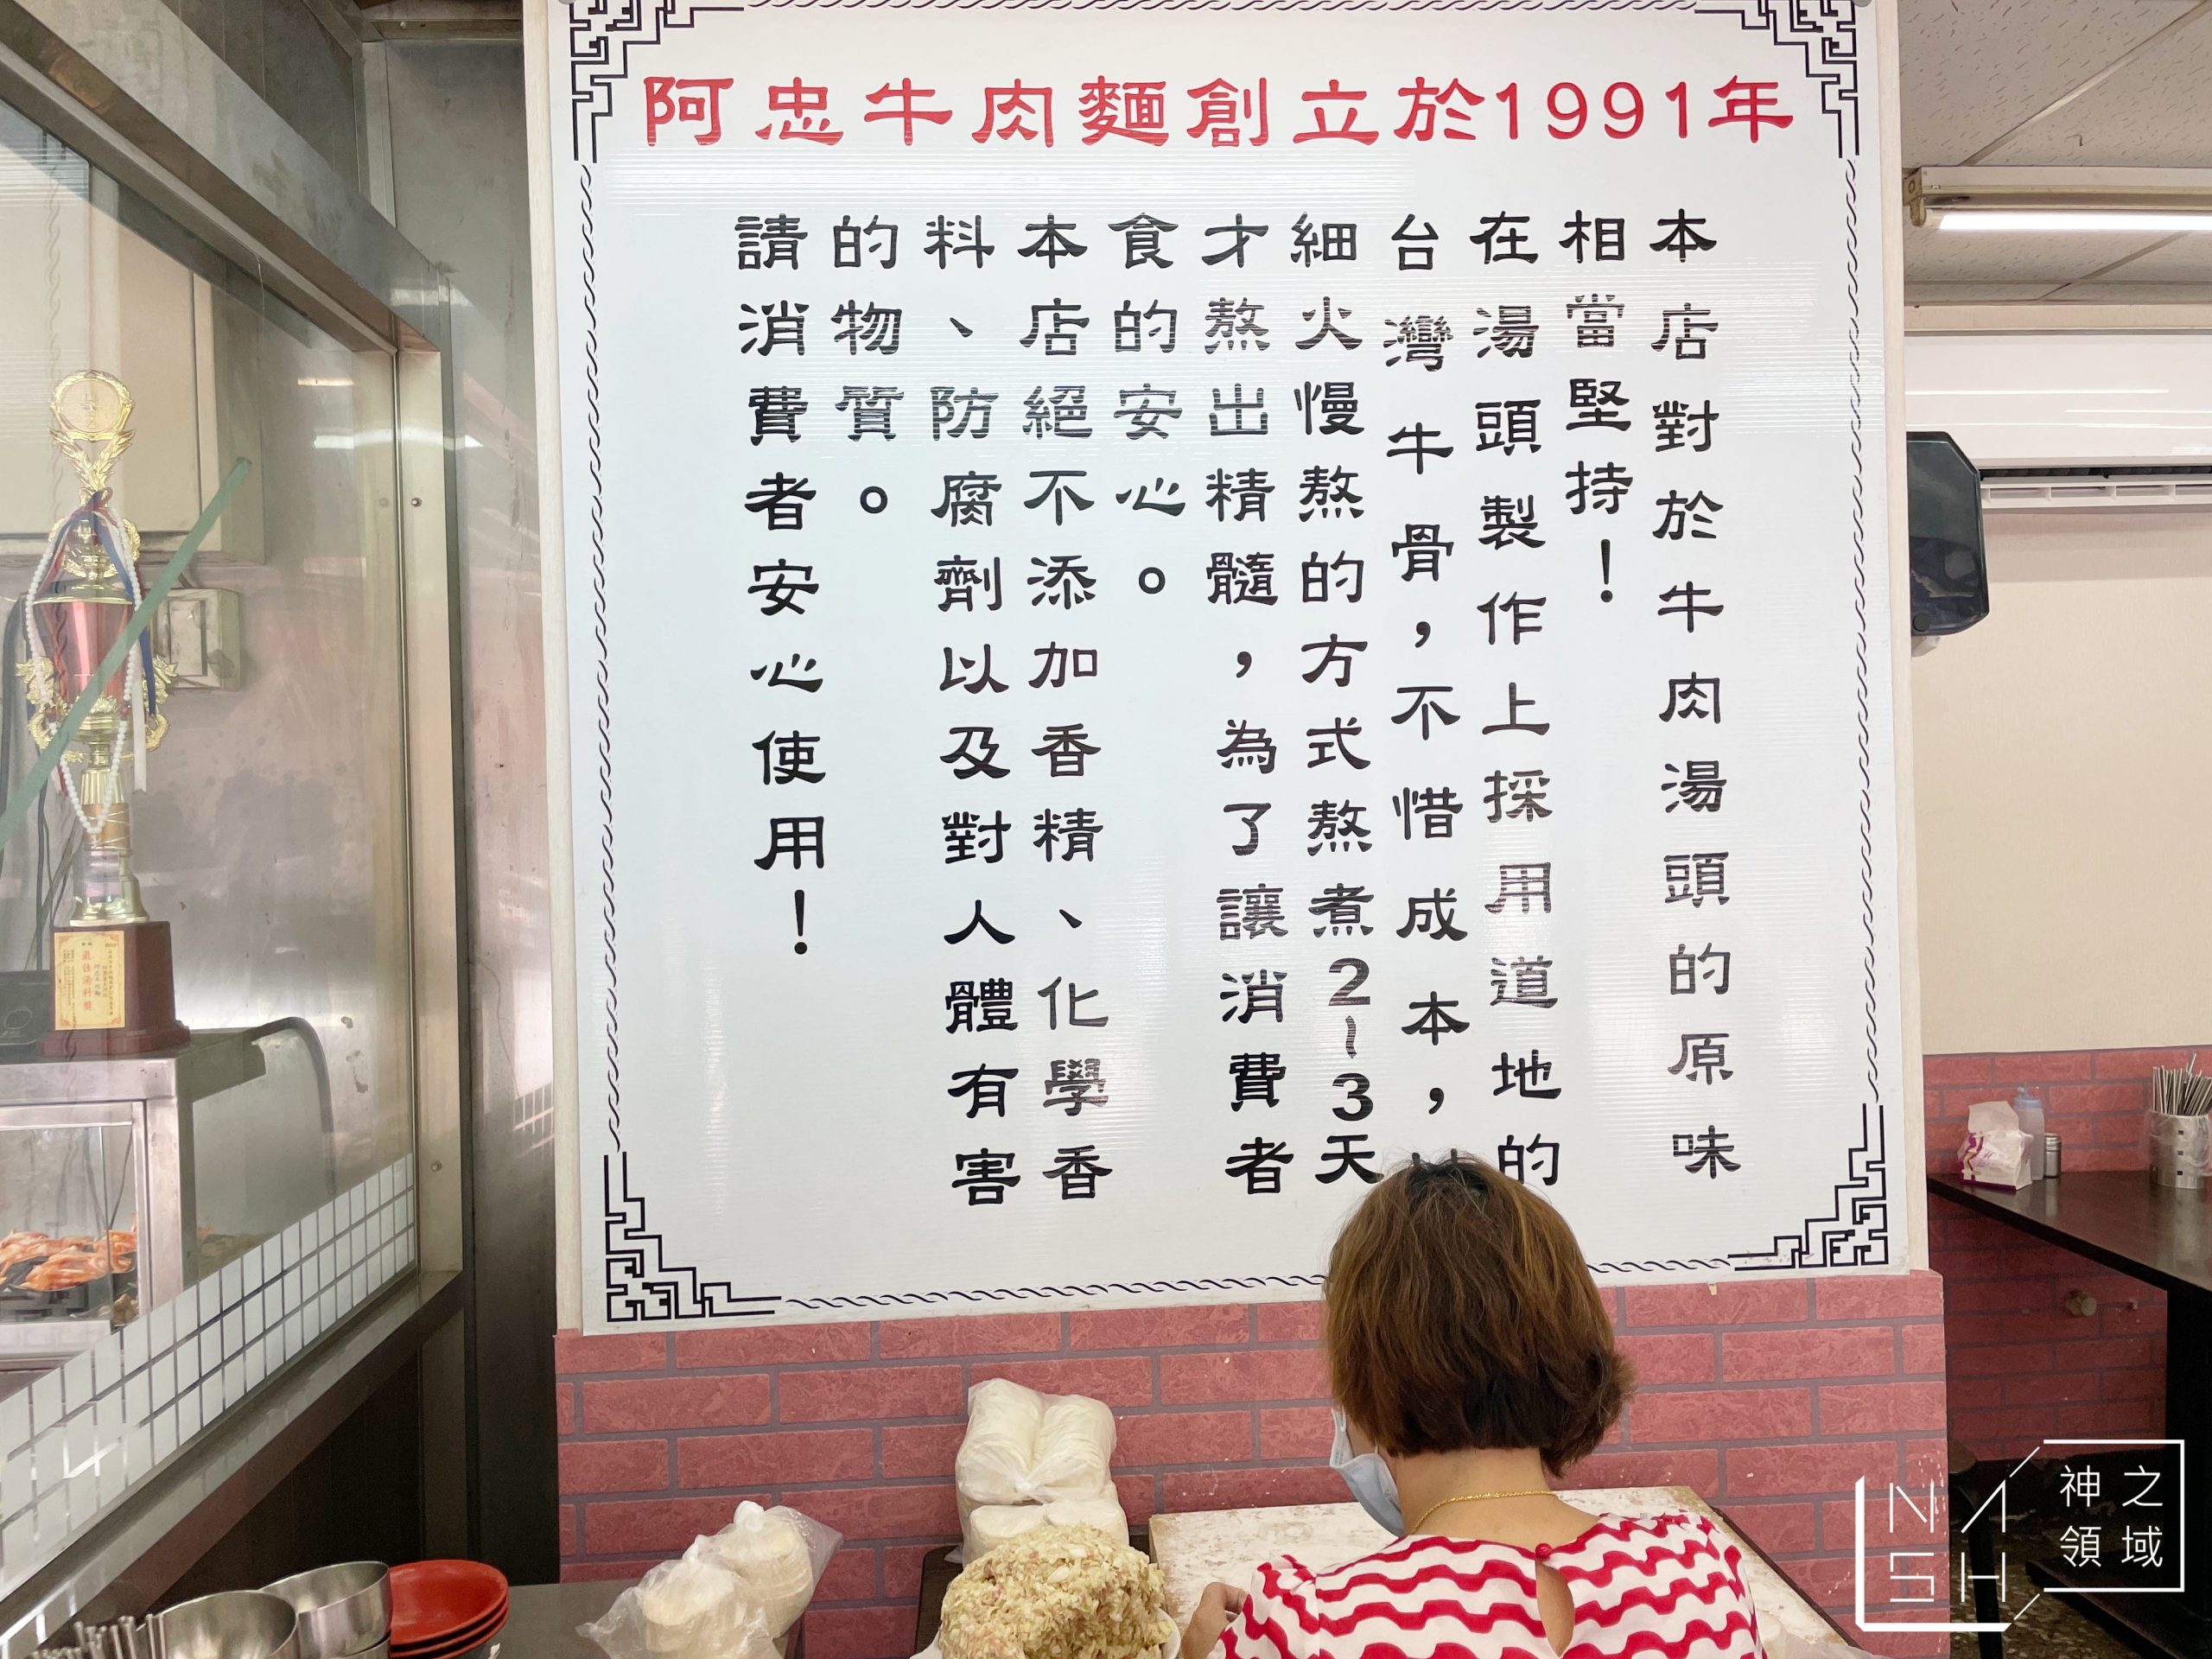 阿忠牛肉麵創立於1991年
本店對於牛肉湯頭的原味
相當堅持！
在湯頭製作上採用道地的
台灣牛骨，不惜成本，
細火慢熬的方式熬煮2~3天
才熬出精髓，為了讓消費者
食的安心。
本店絕不添加香精、化學香
料、防腐劑以及對人體有害
的物質。
請消費者安心使用！
最佳湯料獎
NASH
神之
領域